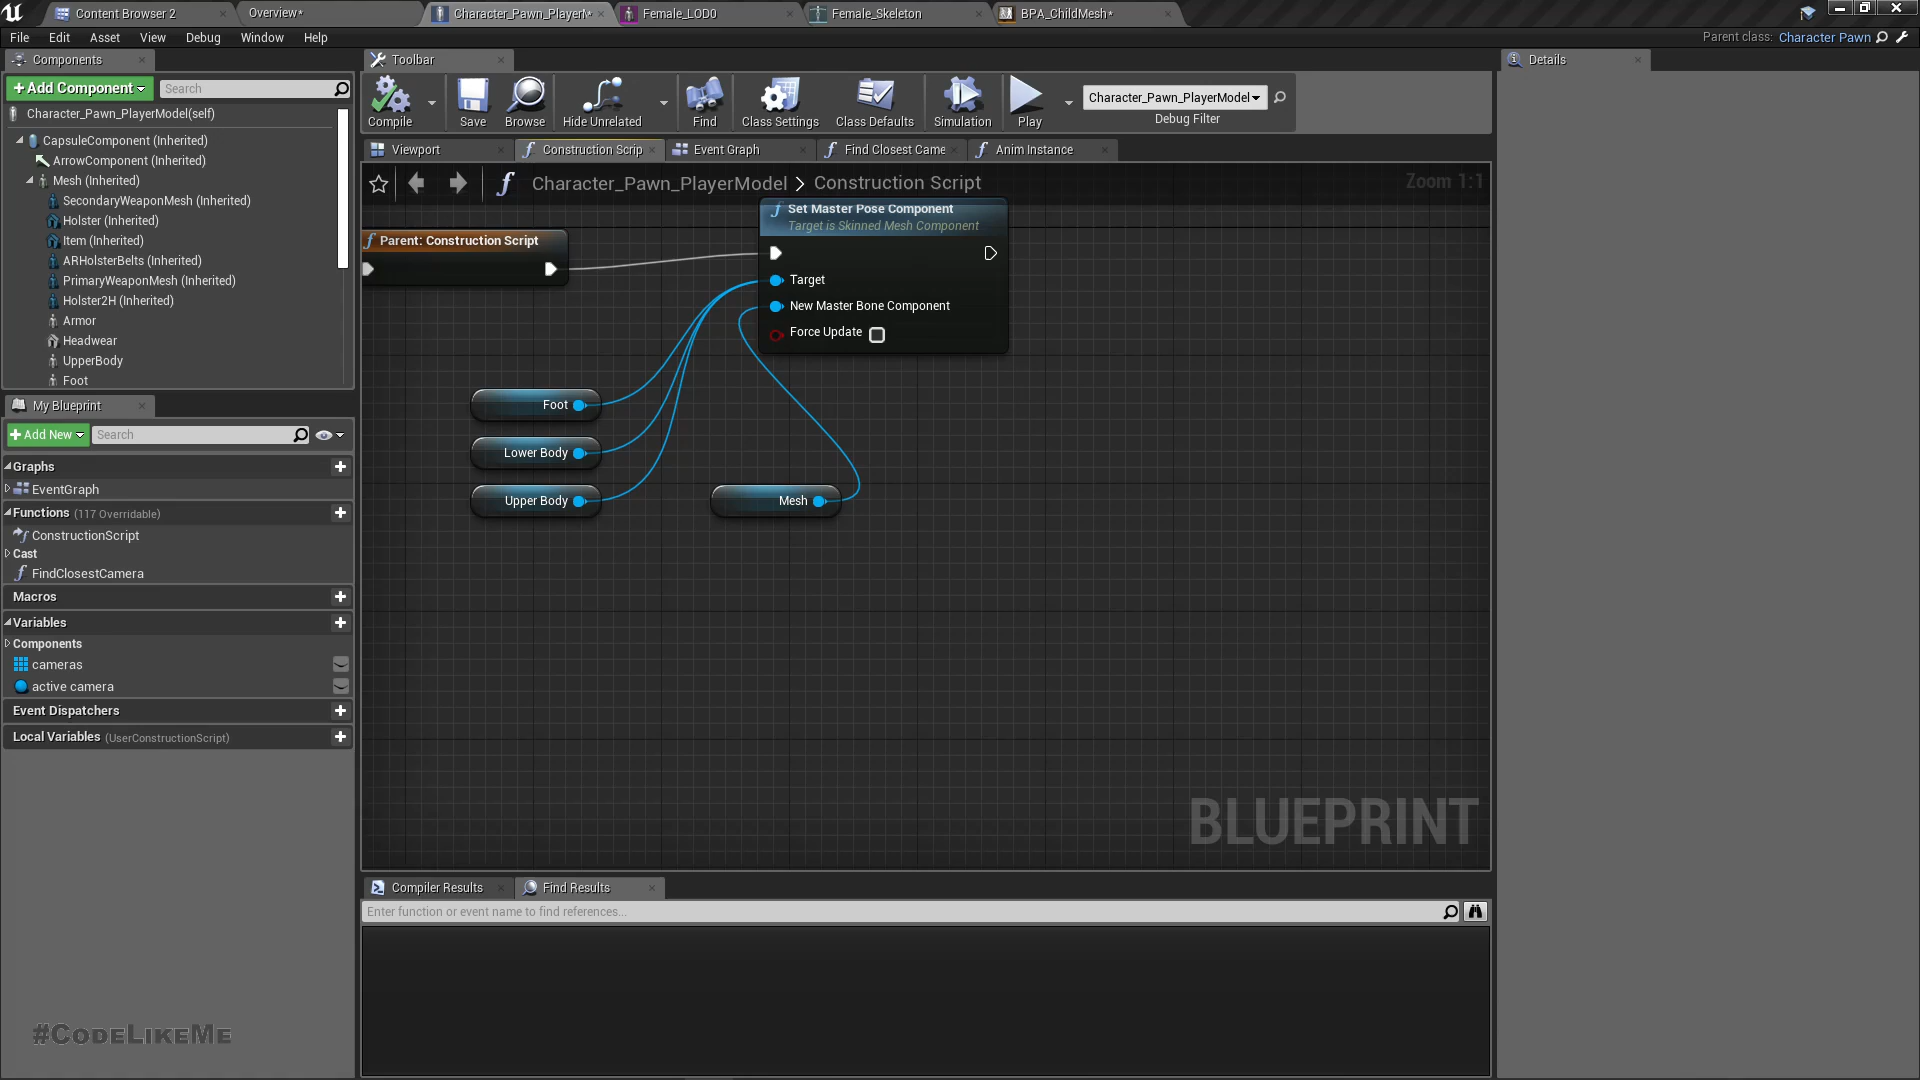 Content Browser 2
Overview*
Character_Pawn_PlayerM*
Female_LOD0
Female_Skeleton
BPA_ChildMesh*
File Edit Asset View Debug Window Help
Parent class: Character Pawn
Components
Toolbar
Details
+Add Component
Search
Compile
Save
Browse
Hide Unrelated
Find
Class Settings
Class Defaults
Simulation
Play
Character_Pawn_PlayerModel
Debug Filter
Character_Pawn_PlayerModel(self)
CapsuleComponent (Inherited)
ArrowComponent (Inherited)
Mesh (Inherited)
SecondaryWeaponMesh (Inherited)
Holster (Inherited)
Item (Inherited)
ARHolsterBelts (Inherited)
PrimaryWeaponMesh (Inherited)
Holster2H (Inherited)
Armor
Headwear
UpperBody
Foot
Viewport
Construction Scrip
Event Graph
Find Closest Came
Anim Instance
Character_Pawn_PlayerModel > Construction Script
Zoom 1:1
Parent: Construction Script
Set Master Pose Component
Target is Skinned Mesh Component
Target
New Master Bone Component
Force Update
Foot
Lower Body
Upper Body
Mesh
BLUEPRINT
My Blueprint
+Add New
Search
Graphs
EventGraph
Functions (117 Overridable)
ConstructionScript
Cast
FindClosestCamera
Macros
Variables
Components
cameras
active camera
Event Dispatchers
Local Variables (UserConstructionScript)
Compiler Results
Find Results
Enter function or event name to find references...
#CodeLikeMe